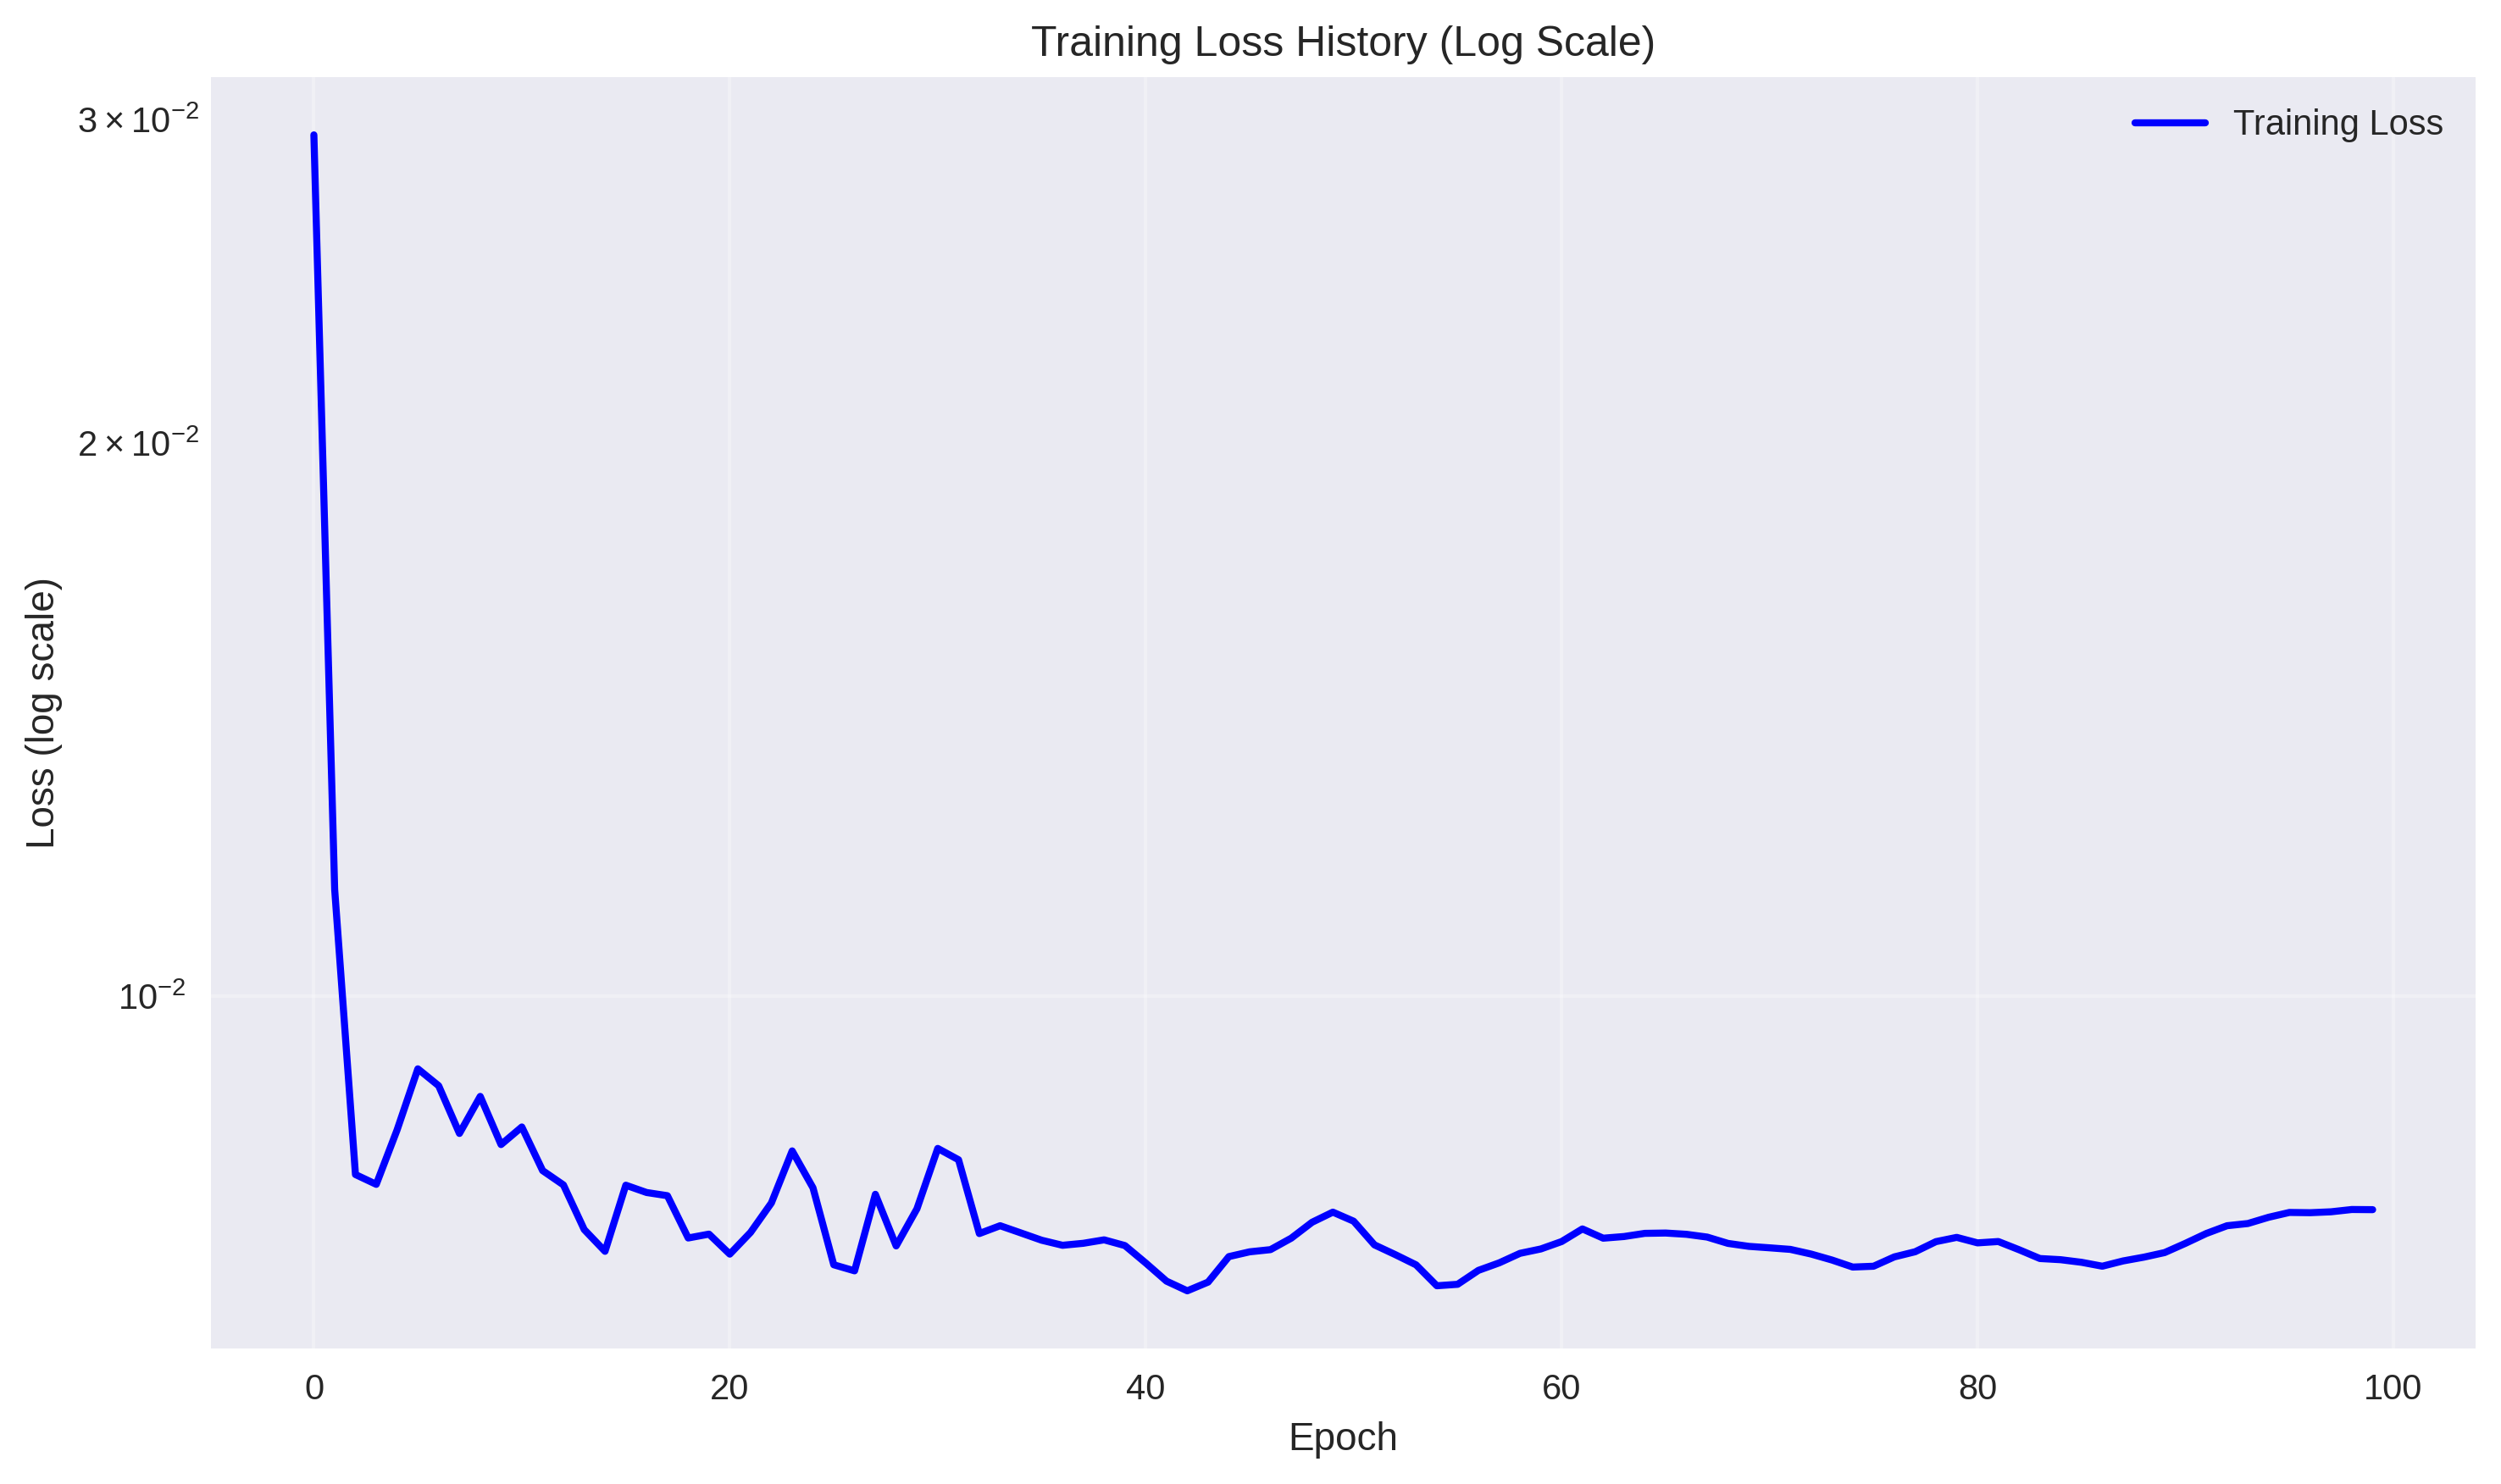 Training Loss History (Log Scale)
3 × 10⁻²
Training Loss
2 × 10⁻²
Loss (log scale)
10⁻²
0 20 40 60 80 100
Epoch